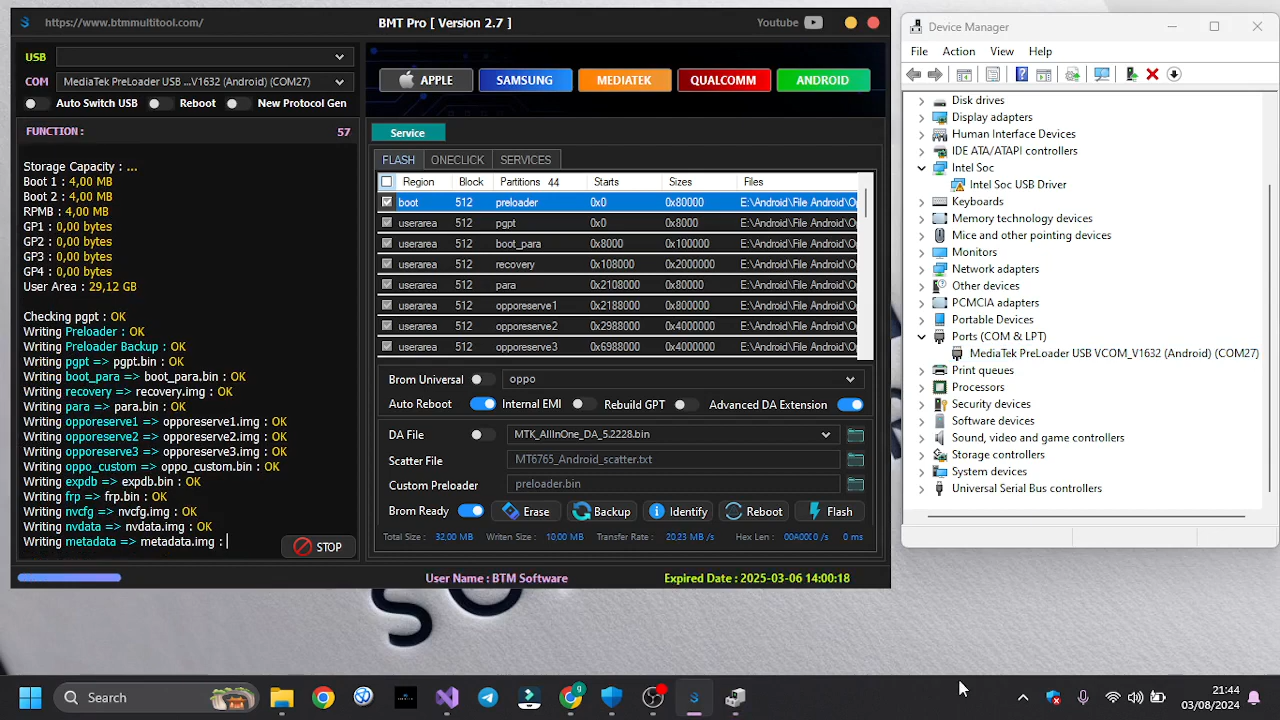 https://www.btmmultitool.com/
BMT Pro [ Version 2.7 ]
Youtube
USB
COM
MediaTek PreLoader USB ...V1632 (Android) (COM27)
Auto Switch USB
Reboot
New Protocol Gen
APPLE
SAMSUNG
MEDIATEK
QUALCOMM
ANDROID
FUNCTION:
57
Storage Capacity : ...
Boot 1 : 4,00 MB
Boot 2 : 4,00 MB
RPMB : 4,00 MB
GP1 : 0,00 bytes
GP2 : 0,00 bytes
GP3 : 0,00 bytes
GP4 : 0,00 bytes
User Area : 29,12 GB
Checking pgpt : OK
Writing Preloader : OK
Writing Preloader Backup : OK
Writing pgpt => pgpt.bin : OK
Writing boot_para => boot_para.bin : OK
Writing recovery => recovery.img : OK
Writing para => para.bin : OK
Writing opporeserve1 => opporeserve1.img : OK
Writing opporeserve2 => opporeserve2.img : OK
Writing opporeserve3 => opporeserve3.img : OK
Writing oppo_custom => oppo_custom.bin : OK
Writing expdb => expdb.bin : OK
Writing frp => frp.bin : OK
Writing nvcfg => nvcfg.img : OK
Writing nvdata => nvdata.img : OK
Writing metadata => metadata.img :
STOP
Service
FLASH
ONECLICK
SERVICES
Region Block Partitions 44 Starts Sizes Files
boot 512 preloader 0x0 0x80000 E:\Android\File Android\Op
userarea 512 pgpt 0x0 0x8000 E:\Android\File Android\Op
userarea 512 boot_para 0x8000 0x100000 E:\Android\File Android\Op
userarea 512 recovery 0x108000 0x2000000 E:\Android\File Android\Op
userarea 512 para 0x2108000 0x80000 E:\Android\File Android\Op
userarea 512 opporeserve1 0x2188000 0x800000 E:\Android\File Android\Op
userarea 512 opporeserve2 0x2988000 0x4000000 E:\Android\File Android\Op
userarea 512 opporeserve3 0x6988000 0x4000000 E:\Android\File Android\Op
Brom Universal
oppo
Auto Reboot
Internal EMI
Rebuild GPT
Advanced DA Extension
DA File
MTK_AllInOne_DA_5.2228.bin
Scatter File
MT6765_Android_scatter.txt
Custom Preloader
preloader.bin
Brom Ready
Erase
Backup
Identify
Reboot
Flash
Total Size : 32,00 MB
Writen Size : 10,00 MB
Transfer Rate : 20,23 MB /s
Hex Len : 00A00C0 /s
0 ms
User Name : BTM Software
Expired Date : 2025-03-06 14:00:18
Device Manager
File Action View Help
Disk drives
Display adapters
Human Interface Devices
IDE ATA/ATAPI controllers
Intel Soc
Intel Soc USB Driver
Keyboards
Memory technology devices
Mice and other pointing devices
Monitors
Network adapters
Other devices
PCMCIA adapters
Portable Devices
Ports (COM & LPT)
MediaTek PreLoader USB VCOM_V1632 (Android) (COM27)
Print queues
Processors
Security devices
Software devices
Sound, video and game controllers
Storage controllers
System devices
Universal Serial Bus controllers
Search
9
21:44
03/08/2024